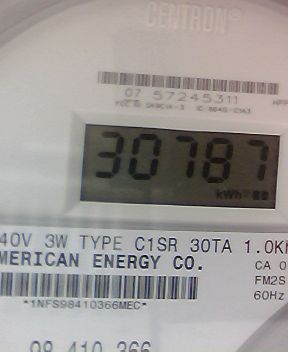 CENTRON®
07 57245311
30787
kWh
40V 3W TYPE C1SR 30TA 1.0K
MERICAN ENERGY CO.
CA 0
FM2S
60Hz
*1NFS98410366MEC*
98 410 366